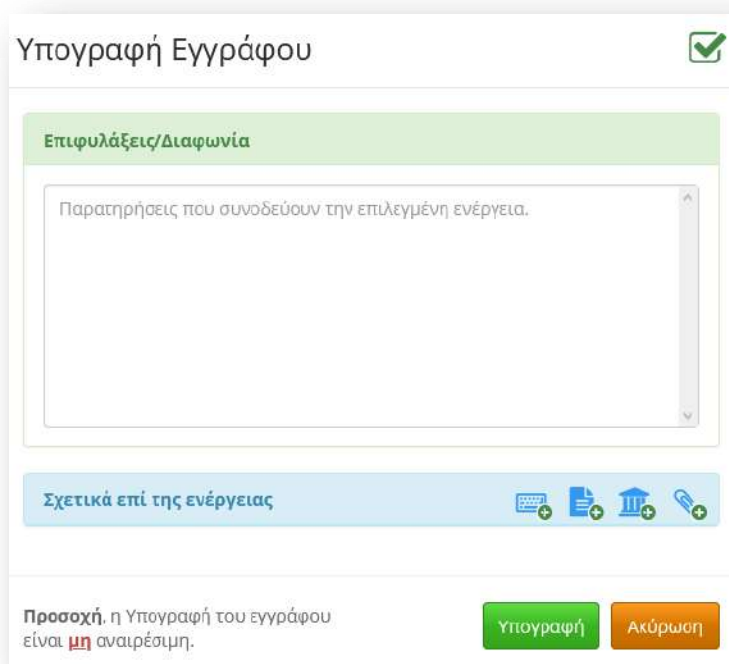 Υπογραφή Εγγράφου
Επιφυλάξεις/Διαφωνία
Παρατηρήσεις που συνοδεύουν την επιλεγμένη ενέργεια.
Σχετικά επί της ενέργειας
Προσοχή, η Υπογραφή του εγγράφου
είναι μη αναιρέσιμη.
Υπογραφή
Ακύρωση